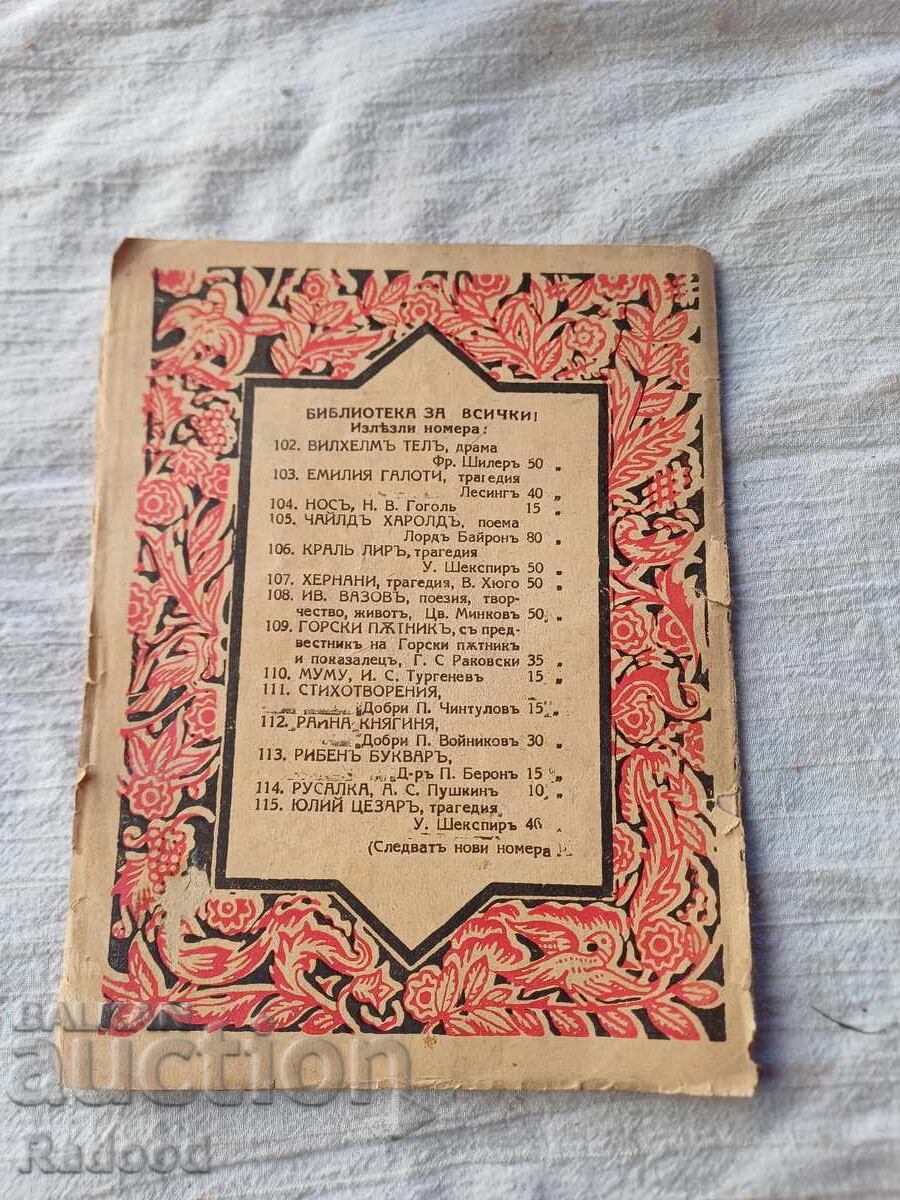 БИБЛИОТЕКА ЗА ВСИЧКИ!
Излѣзли номера:
102. ВИЛХЕЛМЪ ТЕЛЪ, драма
Фр. Шилеръ 50 „
103. ЕМИЛИЯ ГАЛОТИ, трагедия
Лесингъ 40 „
104. НОСЪ, Н. В. Гоголь 15 „
105. ЧАЙЛДЪ ХАРОЛДЪ, поема
Лордъ Байронъ 80 „
106. КРАЛЬ ЛИРЪ, трагедия
У. Шекспиръ 50 „
107. ХЕРНАНИ, трагедия, В. Хюго 50 „
108. ИВ. ВАЗОВЪ, поезия, твор-
чество, животъ, Цв. Минковъ 50 „
109. ГОРСКИ ПѪТНИКЪ, съ пред-
вестникъ на Горски пѫтникъ
и показалецъ, Г. С Раковски 35 „
110. МУМУ, И. С. Тургеневъ 15 „
111. СТИХОТВОРЕНИЯ,
Добри П. Чинтуловъ 15 „
112. РАЙНА КНЯГИНЯ,
Добри П. Войниковъ 30 „
113. РИБЕНЪ БУКВАРЪ,
Д-ръ П. Беронъ 15 „
114. РУСАЛКА, А. С. Пушкинъ 10 „
115. ЮЛИЙ ЦЕЗАРЪ, трагедия
У. Шекспиръ 40 „
(Следватъ нови номера
BALKAN
auction
Radood